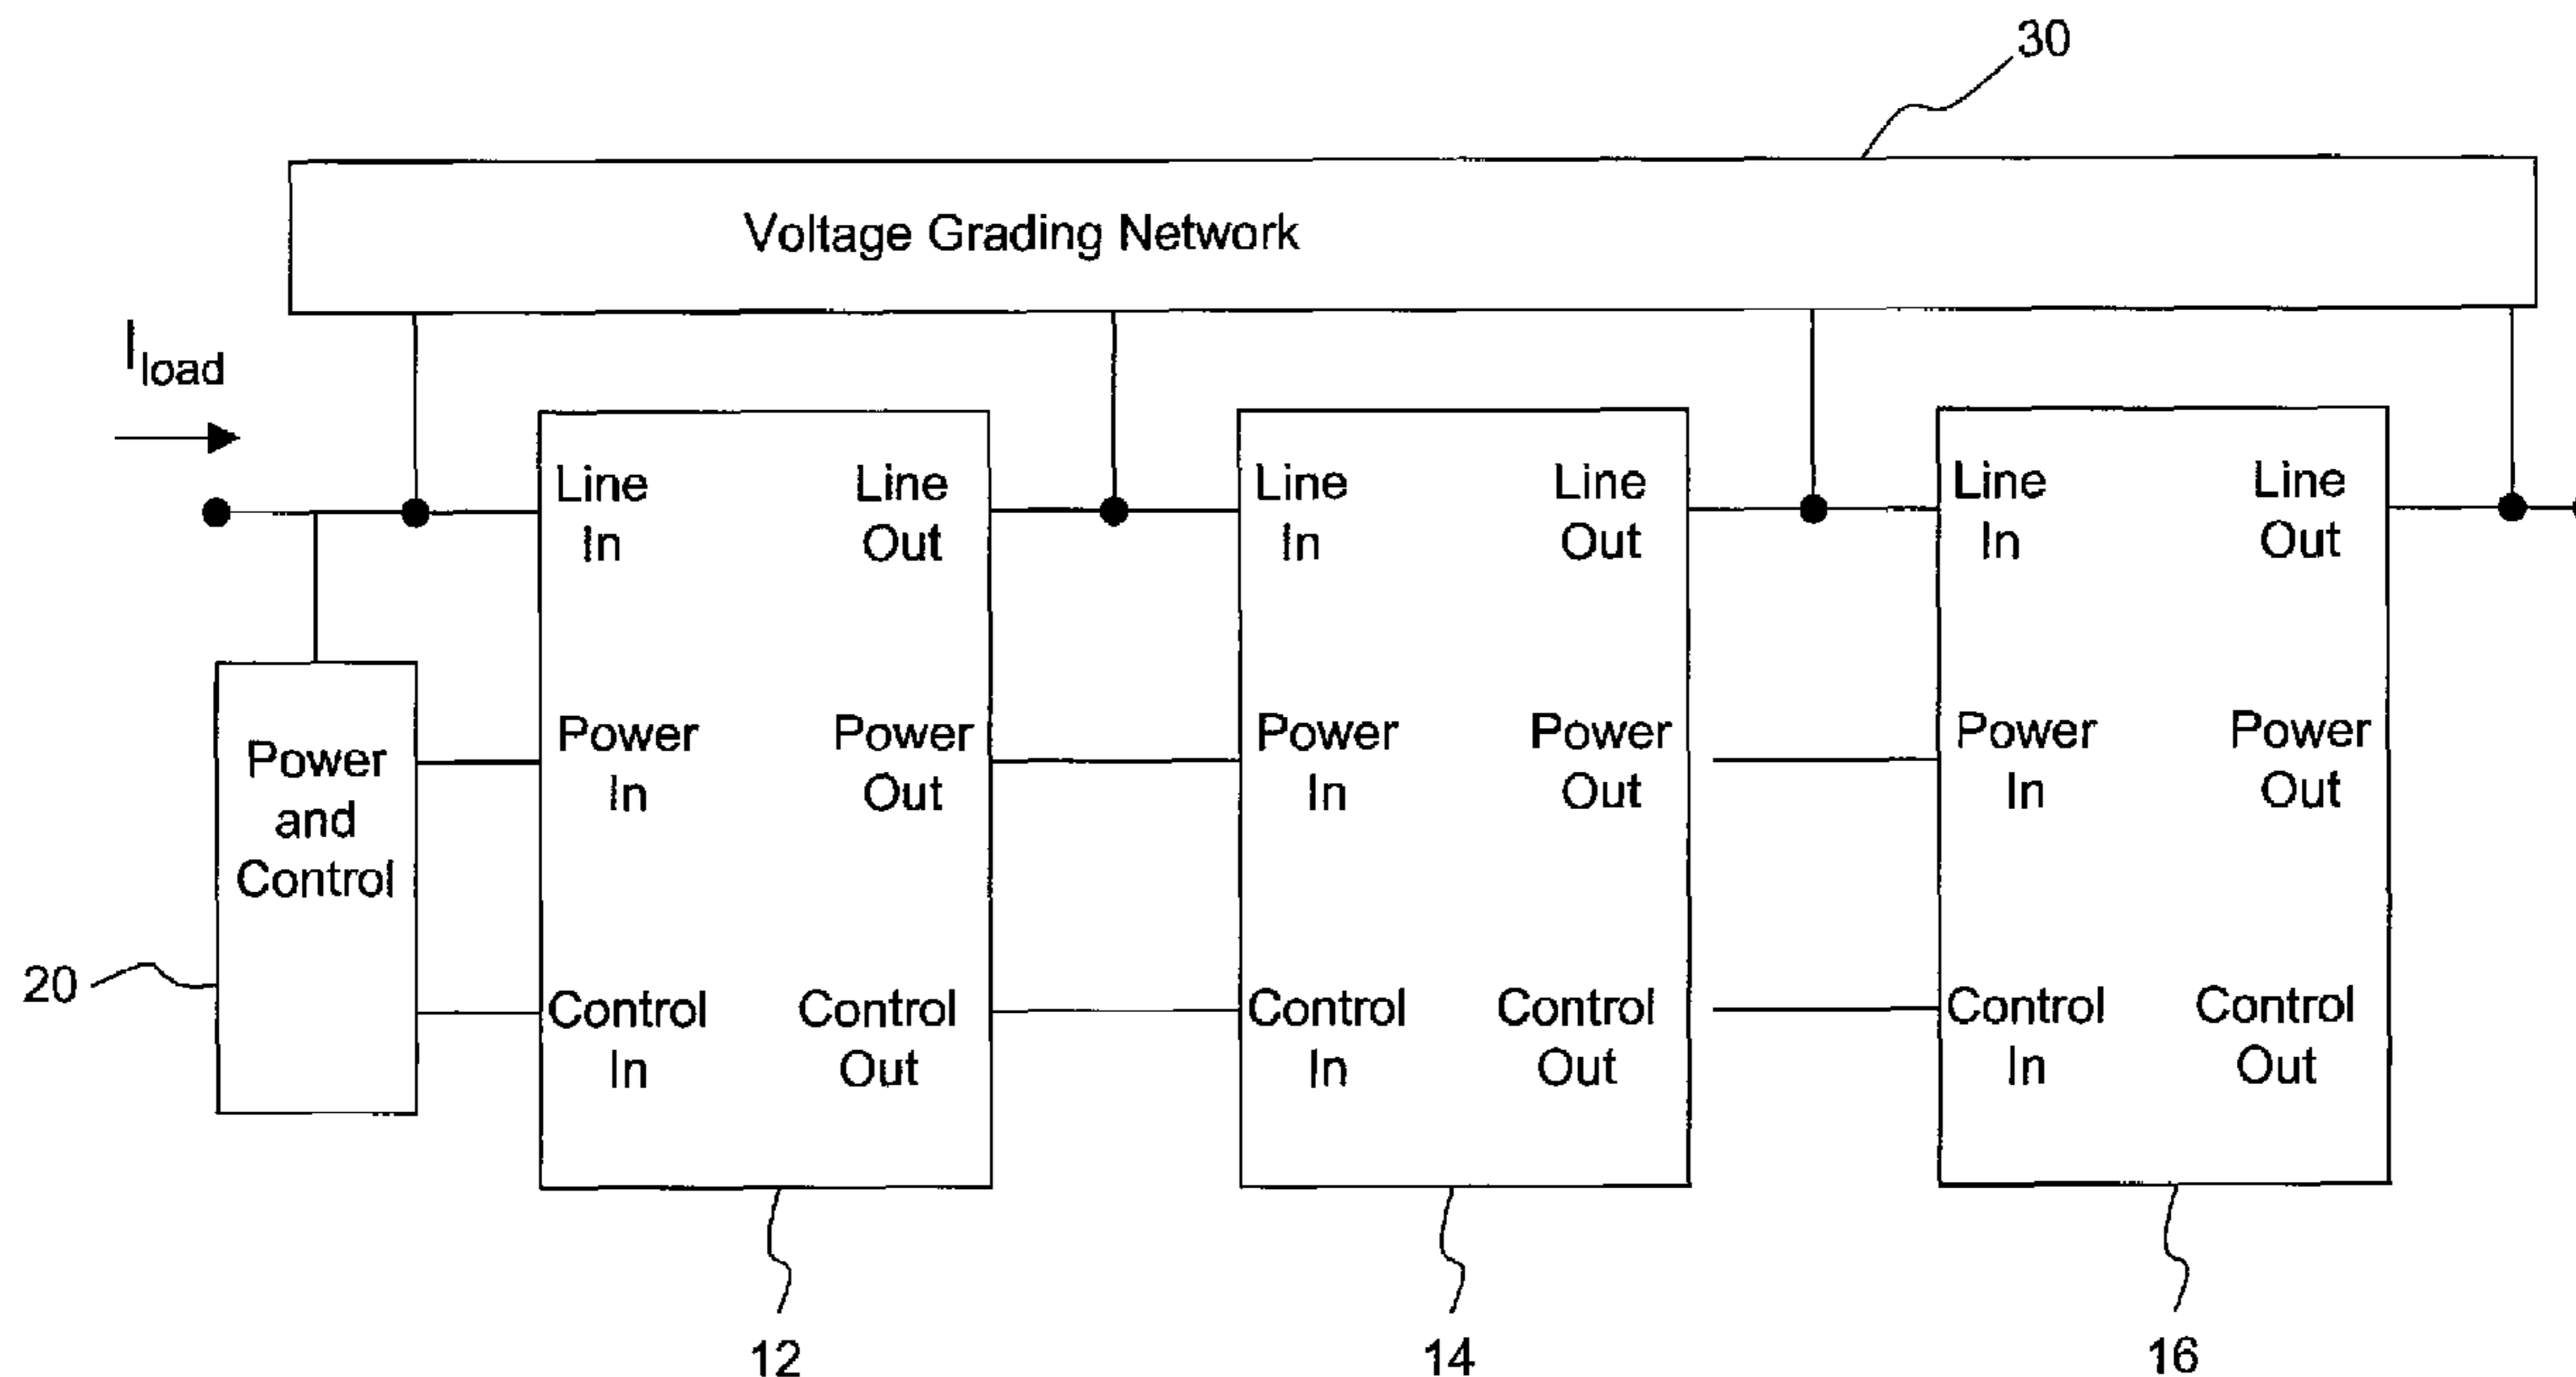 30
Voltage Grading Network
Iload
Line
In
Line
Out
Line
In
Line
Out
Line
In
Line
Out
Power
and
Control
Power
In
Power
Out
Power
In
Power
Out
Power
In
Power
Out
20
Control
In
Control
Out
Control
In
Control
Out
Control
In
Control
Out
12
14
16